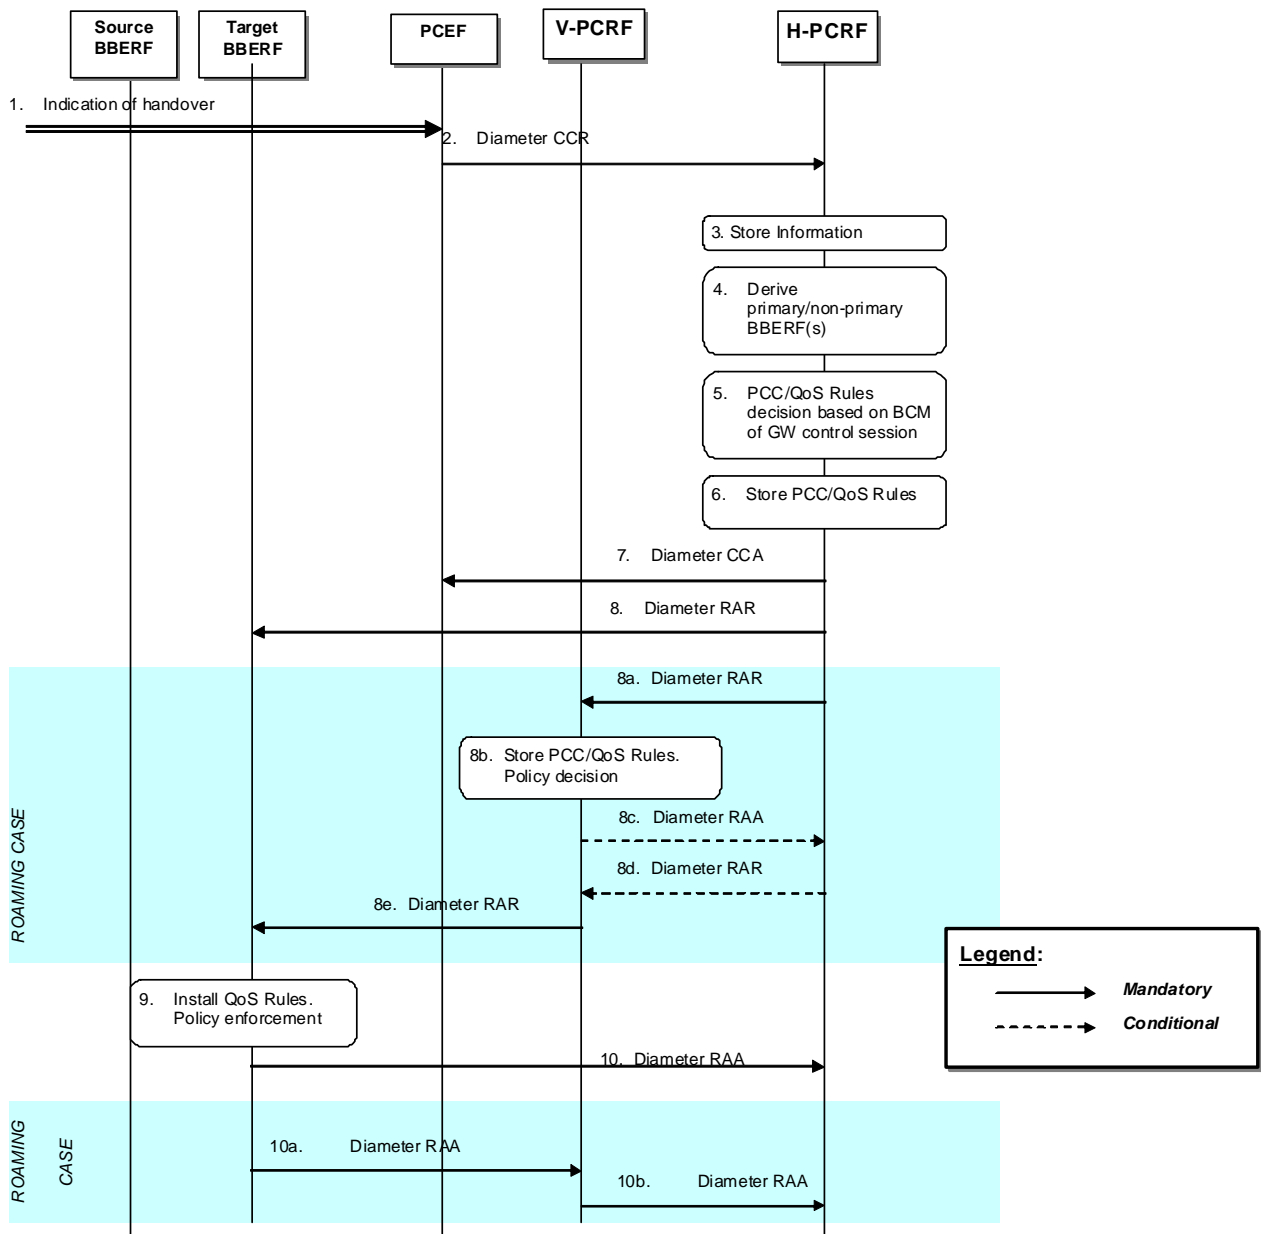 Source
BBERF
Target
BBERF
PCEF
V-PCRF
H-PCRF
1. Indication of handover
2. Diameter CCR
3. Store Information
4. Derive
primary/non-primary
BBERF(s)
5. PCC/QoS Rules
decision based on BCM
of GW control session
6. Store PCC/QoS Rules
7. Diameter CCA
8. Diameter RAR
ROAMING CASE
8a. Diameter RAR
8b. Store PCC/QoS Rules.
Policy decision
8c. Diameter RAA
8d. Diameter RAR
8e. Diameter RAR
Legend:
Mandatory
Conditional
9. Install QoS Rules.
Policy enforcement
10. Diameter RAA
ROAMING
CASE
10a. Diameter RAA
10b. Diameter RAA